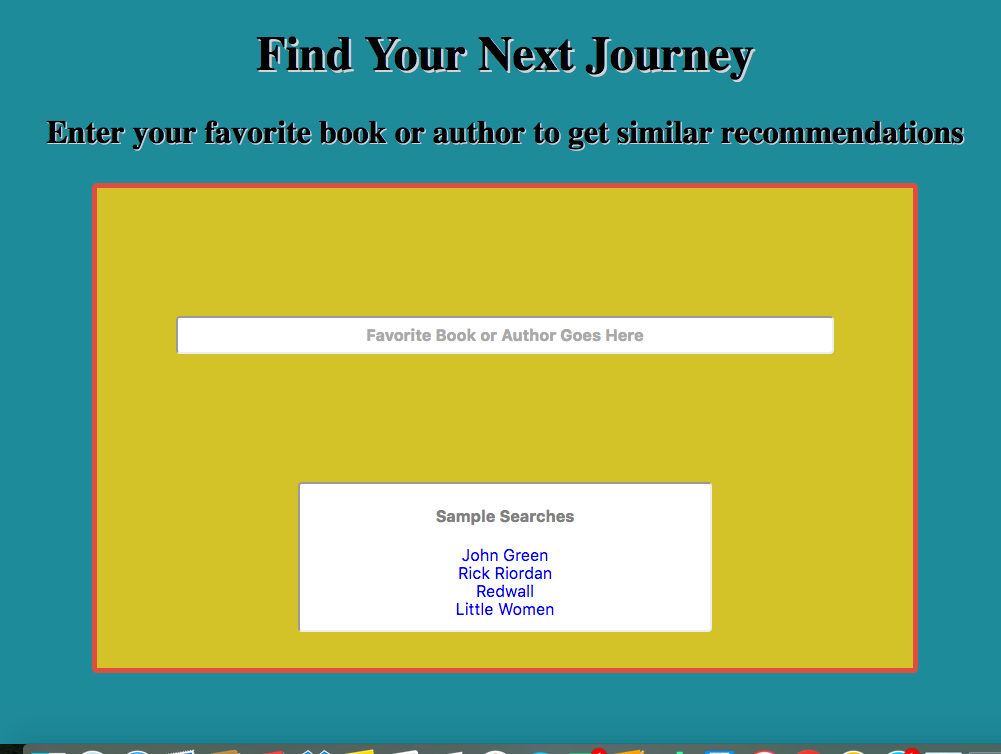 Find Your Next Journey
Enter your favorite book or author to get similar recommendations
Favorite Book or Author Goes Here
Sample Searches
John Green
Rick Riordan
Redwall
Little Women